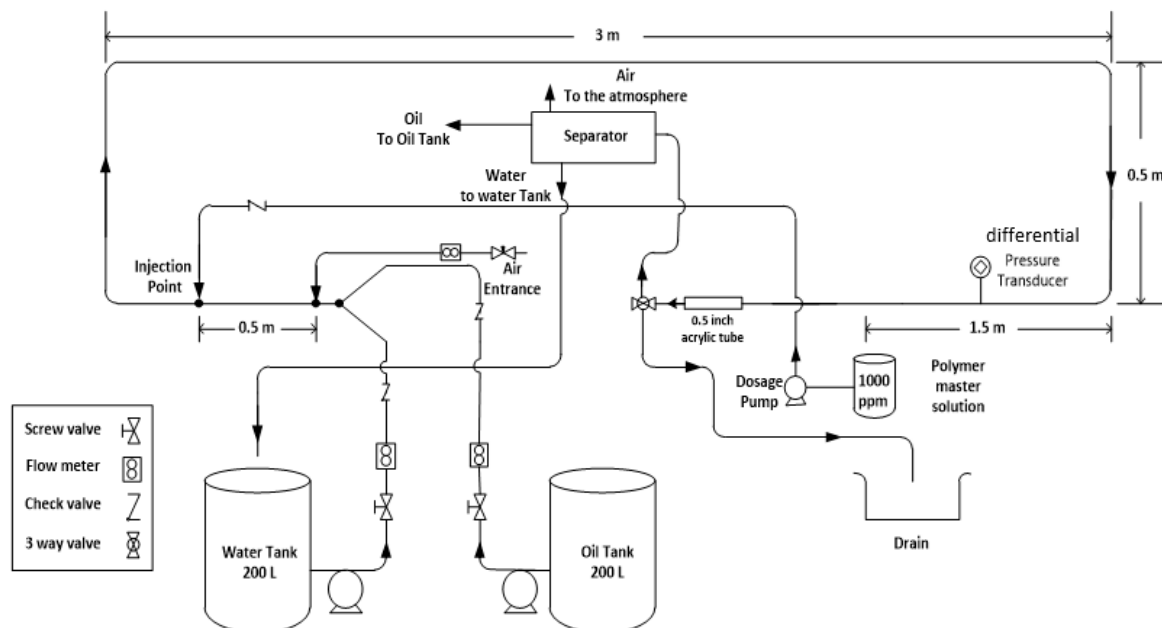 3 m
Air
To the atmosphere
Oil
To Oil Tank
Separator
Water
to water Tank
0.5 m
differential
Pressure
Transducer
Injection
Point
Air
Entrance
0.5 m
0.5 inch
acrylic tube
1.5 m
Dosage
Pump
1000
ppm
Polymer
master
solution
Screw valve
Flow meter
Check valve
3 way valve
Water Tank
200 L
Oil Tank
200 L
Drain